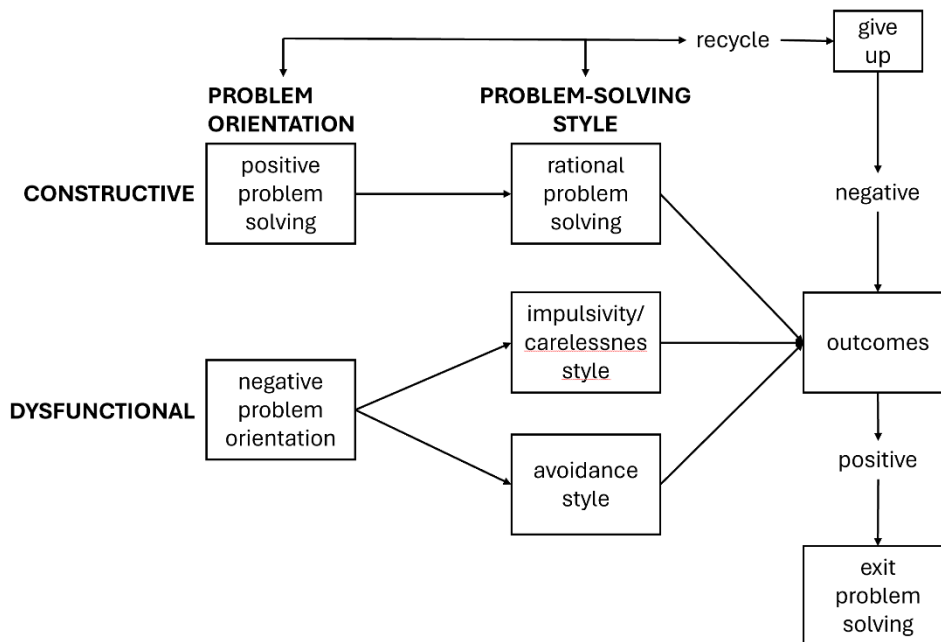 recycle
give
up
PROBLEM
ORIENTATION
PROBLEM-SOLVING
STYLE
CONSTRUCTIVE
positive
problem
solving
rational
problem
solving
negative
impulsivity/
carelessnes
style
outcomes
DYSFUNCTIONAL
negative
problem
orientation
avoidance
style
positive
exit
problem
solving